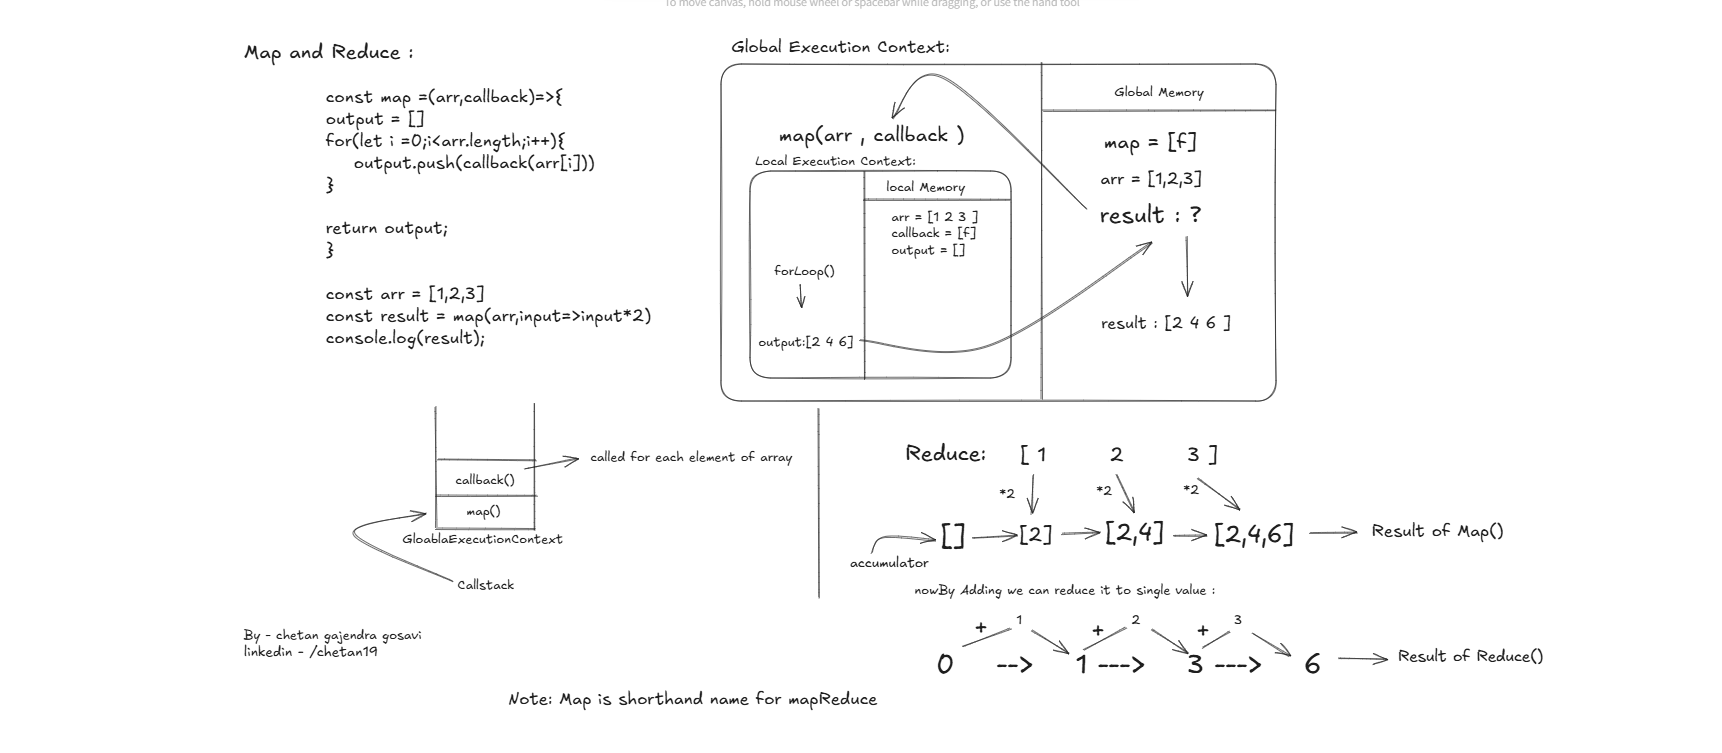 To move canvas, hold mouse wheel or spacebar while dragging, or use the hand tool
Map and Reduce :
const map =(arr,callback)=>{
output = []
for(let i =0;i<arr.length;i++){
output.push(callback(arr[i]))
}
return output;
}
const arr = [1,2,3]
const result = map(arr,input=>input*2)
console.log(result);
Global Execution Context:
Global Memory
map(arr , callback )
Local Execution Context:
local Memory
arr = [1 2 3 ]
callback = [f]
output = []
forLoop()
output:[2 4 6]
map = [f]
arr = [1,2,3]
result : ?
result : [2 4 6 ]
callback()
called for each element of array
map()
GloablaExecutionContext
Callstack
Reduce: [ 1 2 3 ]
*2 *2 *2
[] [2] [2,4] [2,4,6] Result of Map()
accumulator
nowBy Adding we can reduce it to single value :
+ 1 + 2 + 3
0 --> 1 ---> 3 ---> 6 Result of Reduce()
By - chetan gajendra gosavi
linkedin - /chetan19
Note: Map is shorthand name for mapReduce